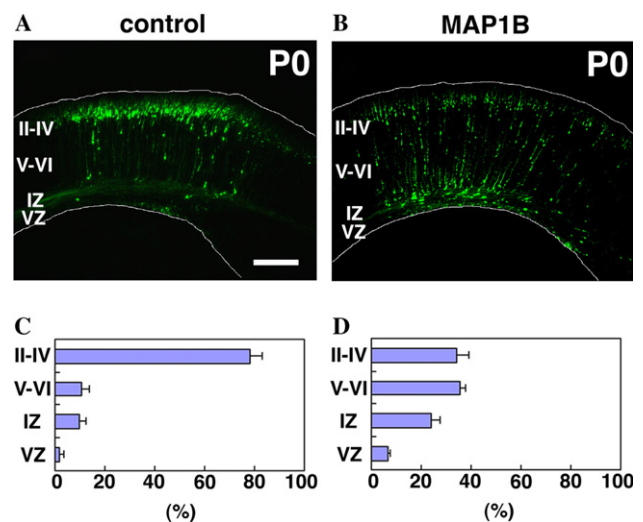 A control
P0
II-IV
V-VI
IZ
VZ
B MAP1B
P0
II-IV
V-VI
IZ
VZ
C
II-IV
V-VI
IZ
VZ
0 20 40 60 80 100
(%)
D
II-IV
V-VI
IZ
VZ
0 20 40 60 80 100
(%)